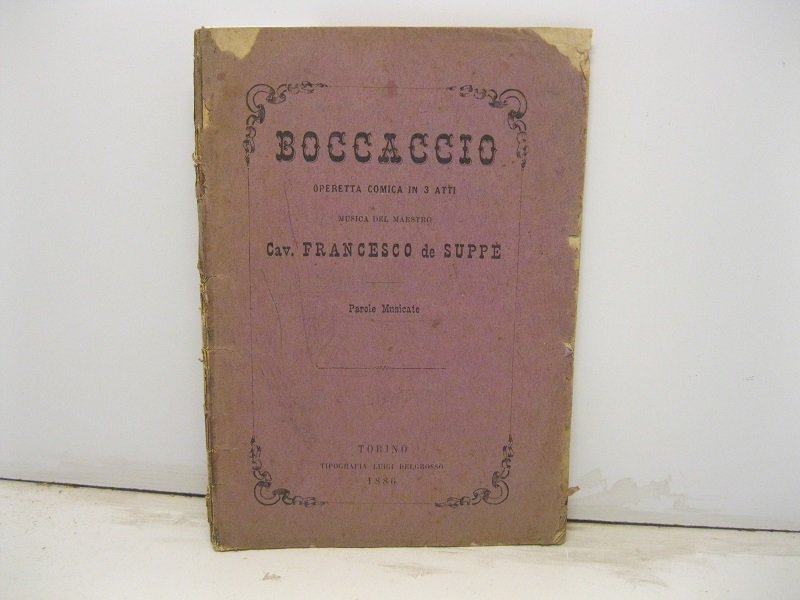 BOCCACCIO
OPERETTA COMICA IN 3 ATTI
MUSICA DEL MAESTRO
Cav. FRANCESCO de SUPPÈ
Parole Musicate
TORINO
TIPOGRAFIA LUIGI DELGROSSO
1886